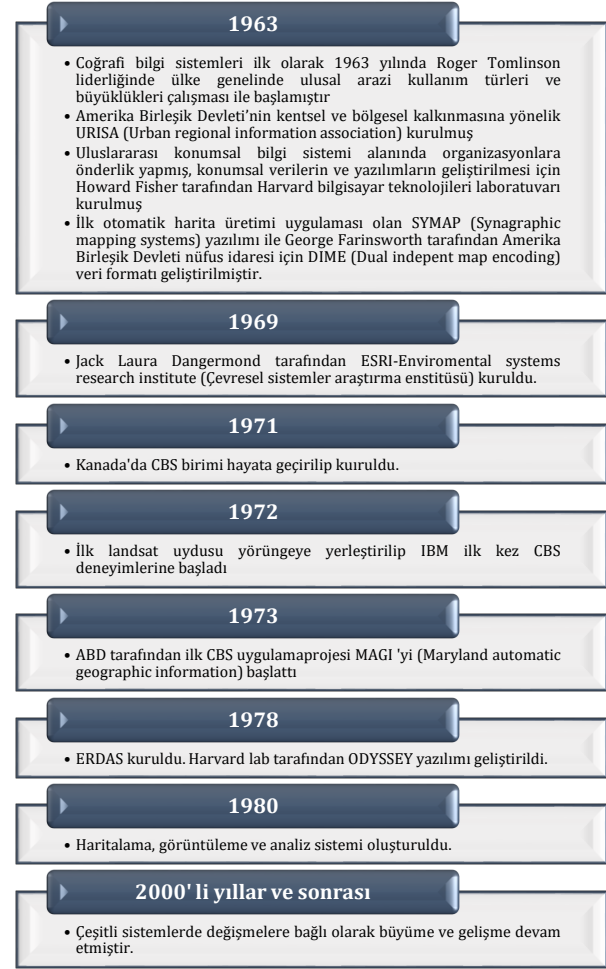 1963
• Coğrafi bilgi sistemleri ilk olarak 1963 yılında Roger Tomlinson
liderliğinde ülke genelinde ulusal arazi kullanım türleri ve
büyüklükleri çalışması ile başlamıştır
• Amerika Birleşik Devleti’nin kentsel ve bölgesel kalkınmasına yönelik
URISA (Urban regional information association) kurulmuş
• Uluslararası konumsal bilgi sistemi alanında organizasyonlara
önderlik yapmış, konumsal verilerin ve yazılımların geliştirilmesi için
Howard Fisher tarafından Harvard bilgisayar teknolojileri laboratuvarı
kurulmuş
• İlk otomatik harita üretimi uygulaması olan SYMAP (Synagraphic
mapping systems) yazılımı ile George Farinsworth tarafından Amerika
Birleşik Devleti nüfus idaresi için DIME (Dual indepent map encoding)
veri formatı geliştirilmiştir.
1969
• Jack Laura Dangermond tarafından ESRI-Enviromental systems
research institute (Çevresel sistemler araştırma enstitüsü) kuruldu.
1971
• Kanada'da CBS birimi hayata geçirilip kuıruldu.
1972
• İlk landsat uydusu yörüngeye yerleştirilip IBM ilk kez CBS
deneyimlerine başladı
1973
• ABD tarafından ilk CBS uygulamaprojesi MAGI 'yi (Maryland automatic
geographic information) başlattı
1978
• ERDAS kuruldu. Harvard lab tarafından ODYSSEY yazılımı geliştirildi.
1980
• Haritalama, görüntüleme ve analiz sistemi oluşturuldu.
2000' li yıllar ve sonrası
• Çeşitli sistemlerde değişmelere bağlı olarak büyüme ve gelişme devam
etmiştir.